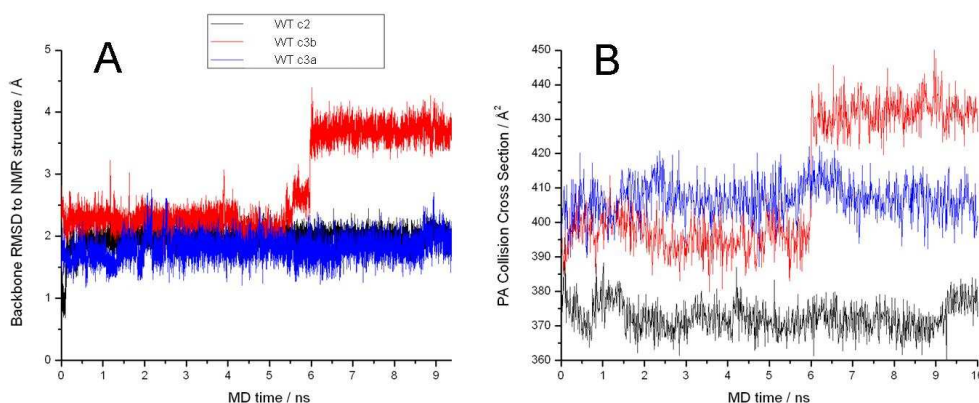 WT c2
WT c3b
WT c3a
A
5
4
3
2
1
0
Backbone RMSD to NMR structure / Å
0 1 2 3 4 5 6 7 8 9
MD time / ns
B
450
440
430
420
410
400
390
380
370
360
PA Collision Cross Section / Å²
0 1 2 3 4 5 6 7 8 9 10
MD time / ns